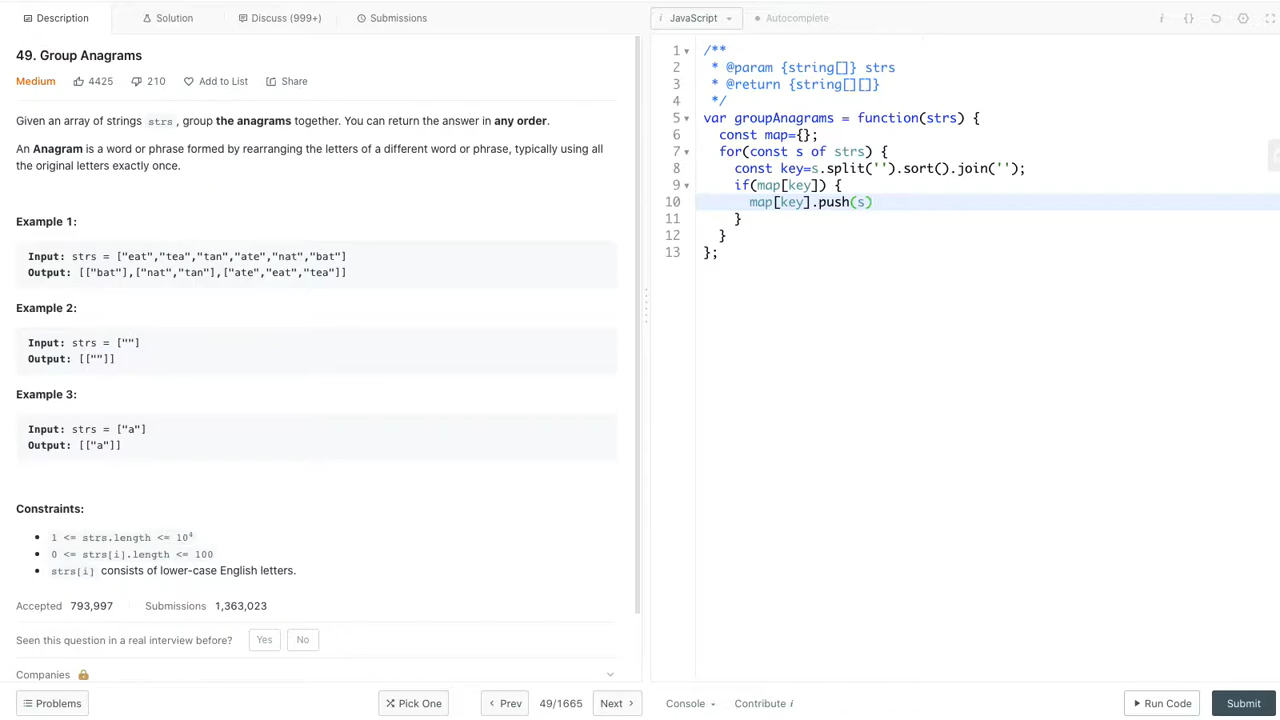 Description
Solution
Discuss (999+)
Submissions
i JavaScript
Autocomplete
i {}
49. Group Anagrams
Medium 4425 210 Add to List Share
Given an array of strings strs, group the anagrams together. You can return the answer in any order.
An Anagram is a word or phrase formed by rearranging the letters of a different word or phrase, typically using all
the original letters exactly once.
Example 1:
Input: strs = ["eat","tea","tan","ate","nat","bat"]
Output: [["bat"],["nat","tan"],["ate","eat","tea"]]
Example 2:
Input: strs = [""]
Output: [[""]]
Example 3:
Input: strs = ["a"]
Output: [["a"]]
Constraints:
1 <= strs.length <= 10⁴
0 <= strs[i].length <= 100
strs[i] consists of lower-case English letters.
Accepted 793,997 Submissions 1,363,023
Seen this question in a real interview before? Yes No
Companies
1 /**
2  * @param {string[]} strs
3  * @return {string[][]}
4  */
5 var groupAnagrams = function(strs) {
6   const map={};
7   for(const s of strs) {
8     const key=s.split('').sort().join('');
9     if(map[key]) {
10       map[key].push(s)
11     }
12   }
13 };
Problems
Pick One
Prev
49/1665
Next
Console
Contribute i
Run Code
Submit